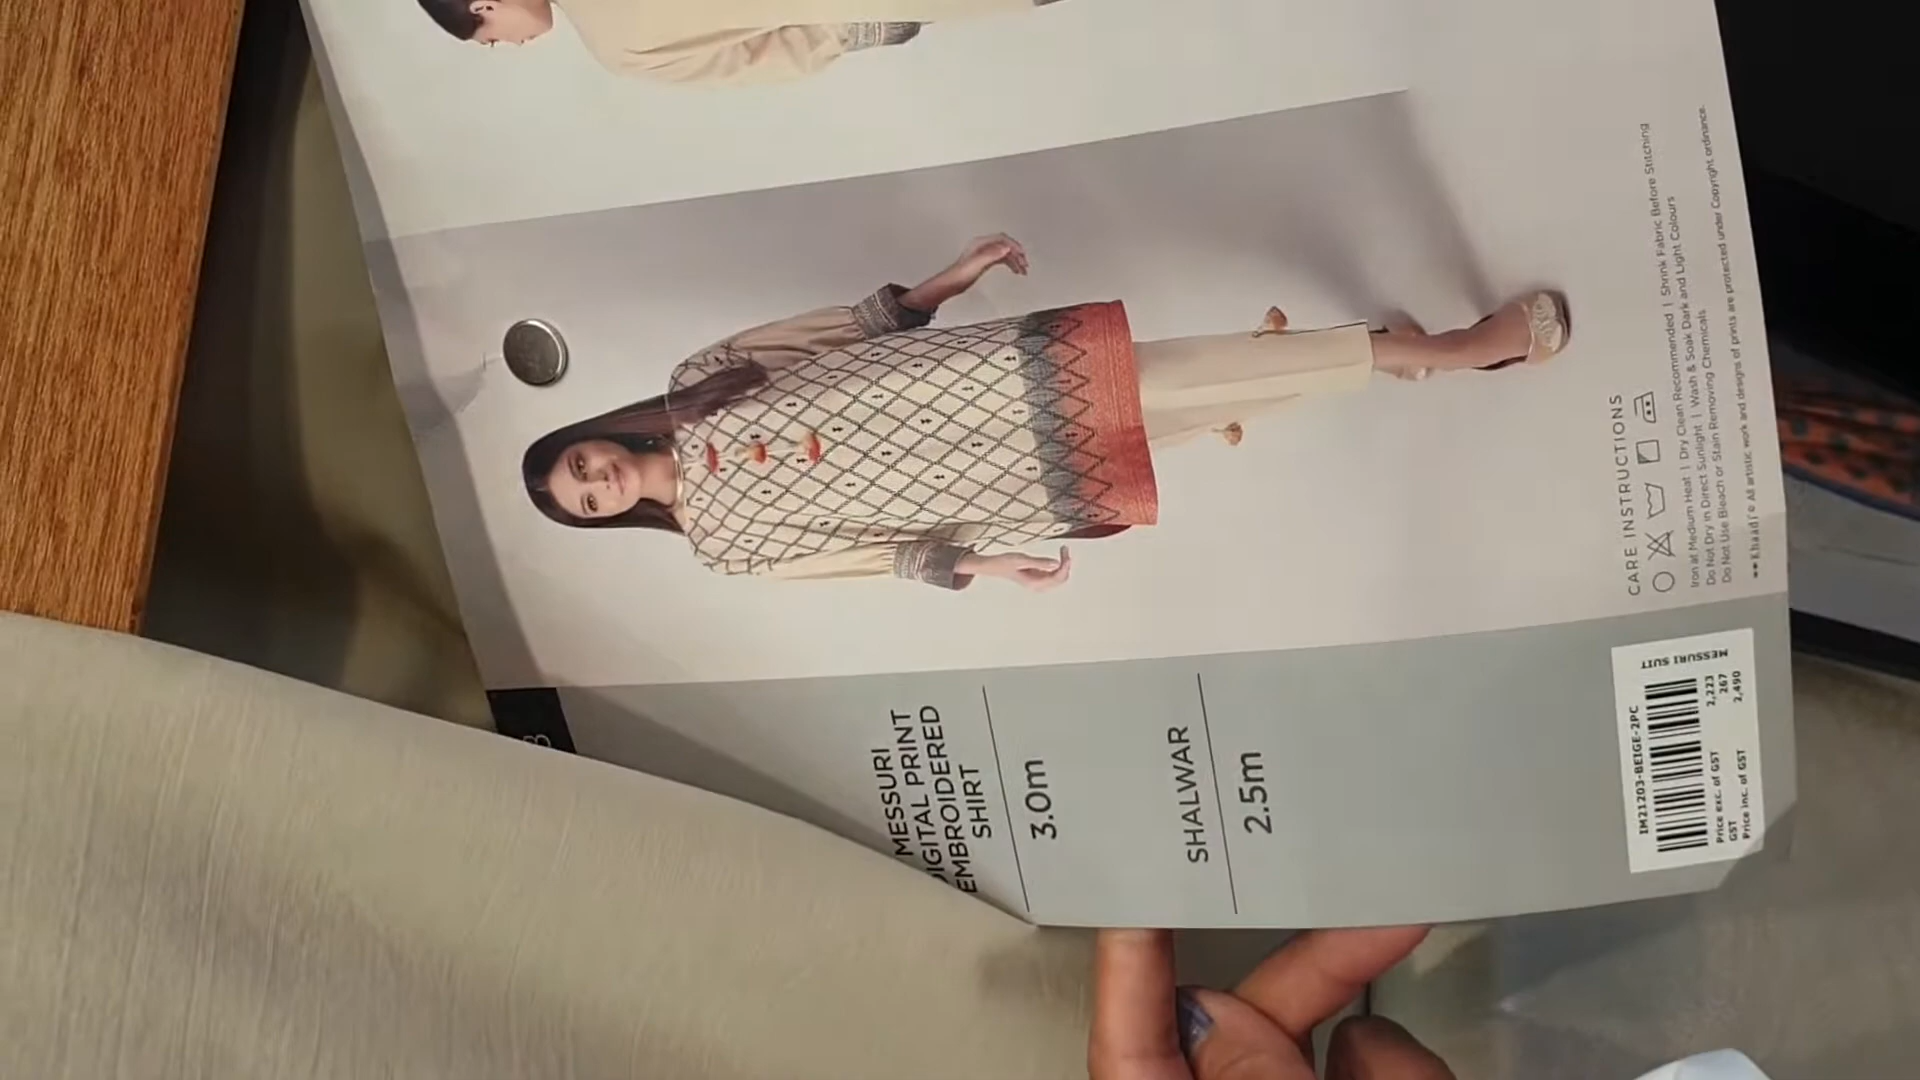 MESSURI
DIGITAL PRINT
EMBROIDERED
SHIRT
3.0m
SHALWAR
2.5m
CARE INSTRUCTIONS
Iron at Medium Heat | Dry Clean Recommended | Shrink Fabric Before Stitching
Do Not Dry in Direct Sunlight | Wash & Soak Dark and Light Colours
Do Not Use Bleach or Stain Removing Chemicals
**Khaadi® All artistic work and designs of prints are protected under Copyright ordinance.
IM21203-BEIGE-2PC
MESSURI SUIT
Price exc. of GST 2,223
GST 267
Price inc. of GST 2,490